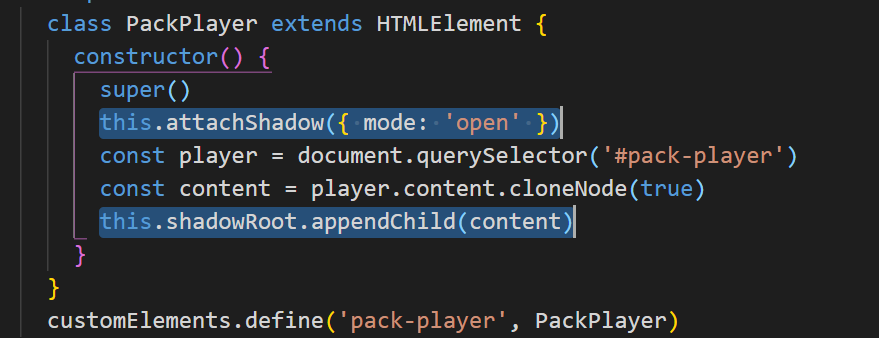 class PackPlayer extends HTMLElement {
constructor() {
super()
this.attachShadow({ mode: 'open' })
const player = document.querySelector('#pack-player')
const content = player.content.cloneNode(true)
this.shadowRoot.appendChild(content)
}
}
customElements.define('pack-player', PackPlayer)